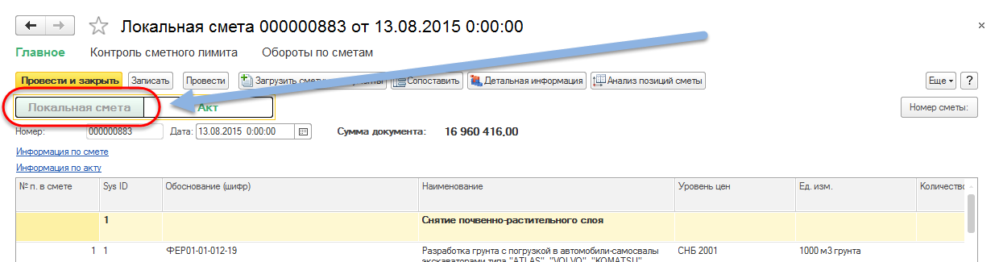 Локальная смета 000000883 от 13.08.2015 0:00:00
Главное Контроль сметного лимита Обороты по сметам
Провести и закрыть Записать Провести Загрузить смету Сопоставить Детальная информация Анализ позиций сметы Еще ?
Локальная смета Акт Номер сметы:
Номер: 000000883 Дата: 13.08.2015 0:00:00 Сумма документа: 16 960 416,00
Информация по смете
Информация по акту
№ п. в смете Sys ID Обоснование (шифр) Наименование Уровень цен Ед. изм. Количество
1 Снятие почвенно-растительного слоя
1 1 ФЕР01-01-012-19 Разработка грунта с погрузкой в автомобили-самосвалы СНБ 2001 1000 м3 грунта
экскаваторами типа "ATLAS", "VOLVO", "KOMATSU",